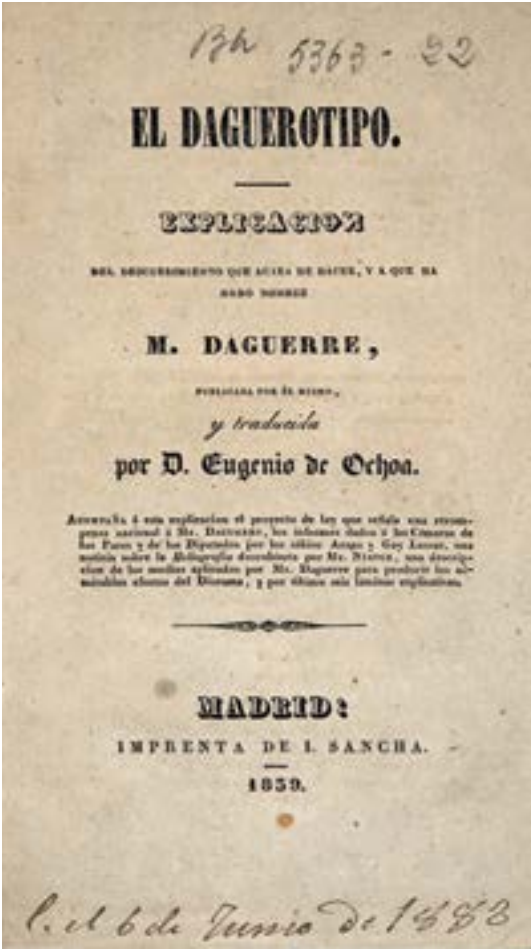 Bh 5363-22
EL DAGUEROTIPO.
EXPLICACION
DEL DESCUBRIMIENTO QUE ACABA DE HACER, Y A QUE HA
DADO NOMBRE
M. DAGUERRE,
PUBLICADA POR ÉL MISMO,
y traducida
por D. Eugenio de Ochoa.
ACOMPAÑA á esta explicacion el proyecto de ley que señala una recom-
pensa nacional á MR. DAGUERRE, los informes dados á las Cámaras de
los Pares y de los Diputados por los sabios Arago y Gay Lussac, una
noticia sobre la Heliografía descubierta por MR. NIEPCE, una descrip-
cion de los medios aplicados por Mr. Daguerre para producir los ad-
mirables efectos del Diorama, y por último seis láminas explicativas.
MADRID:
IMPRENTA DE I. SANCHA.
1839.
el 6 de Junio de 1883